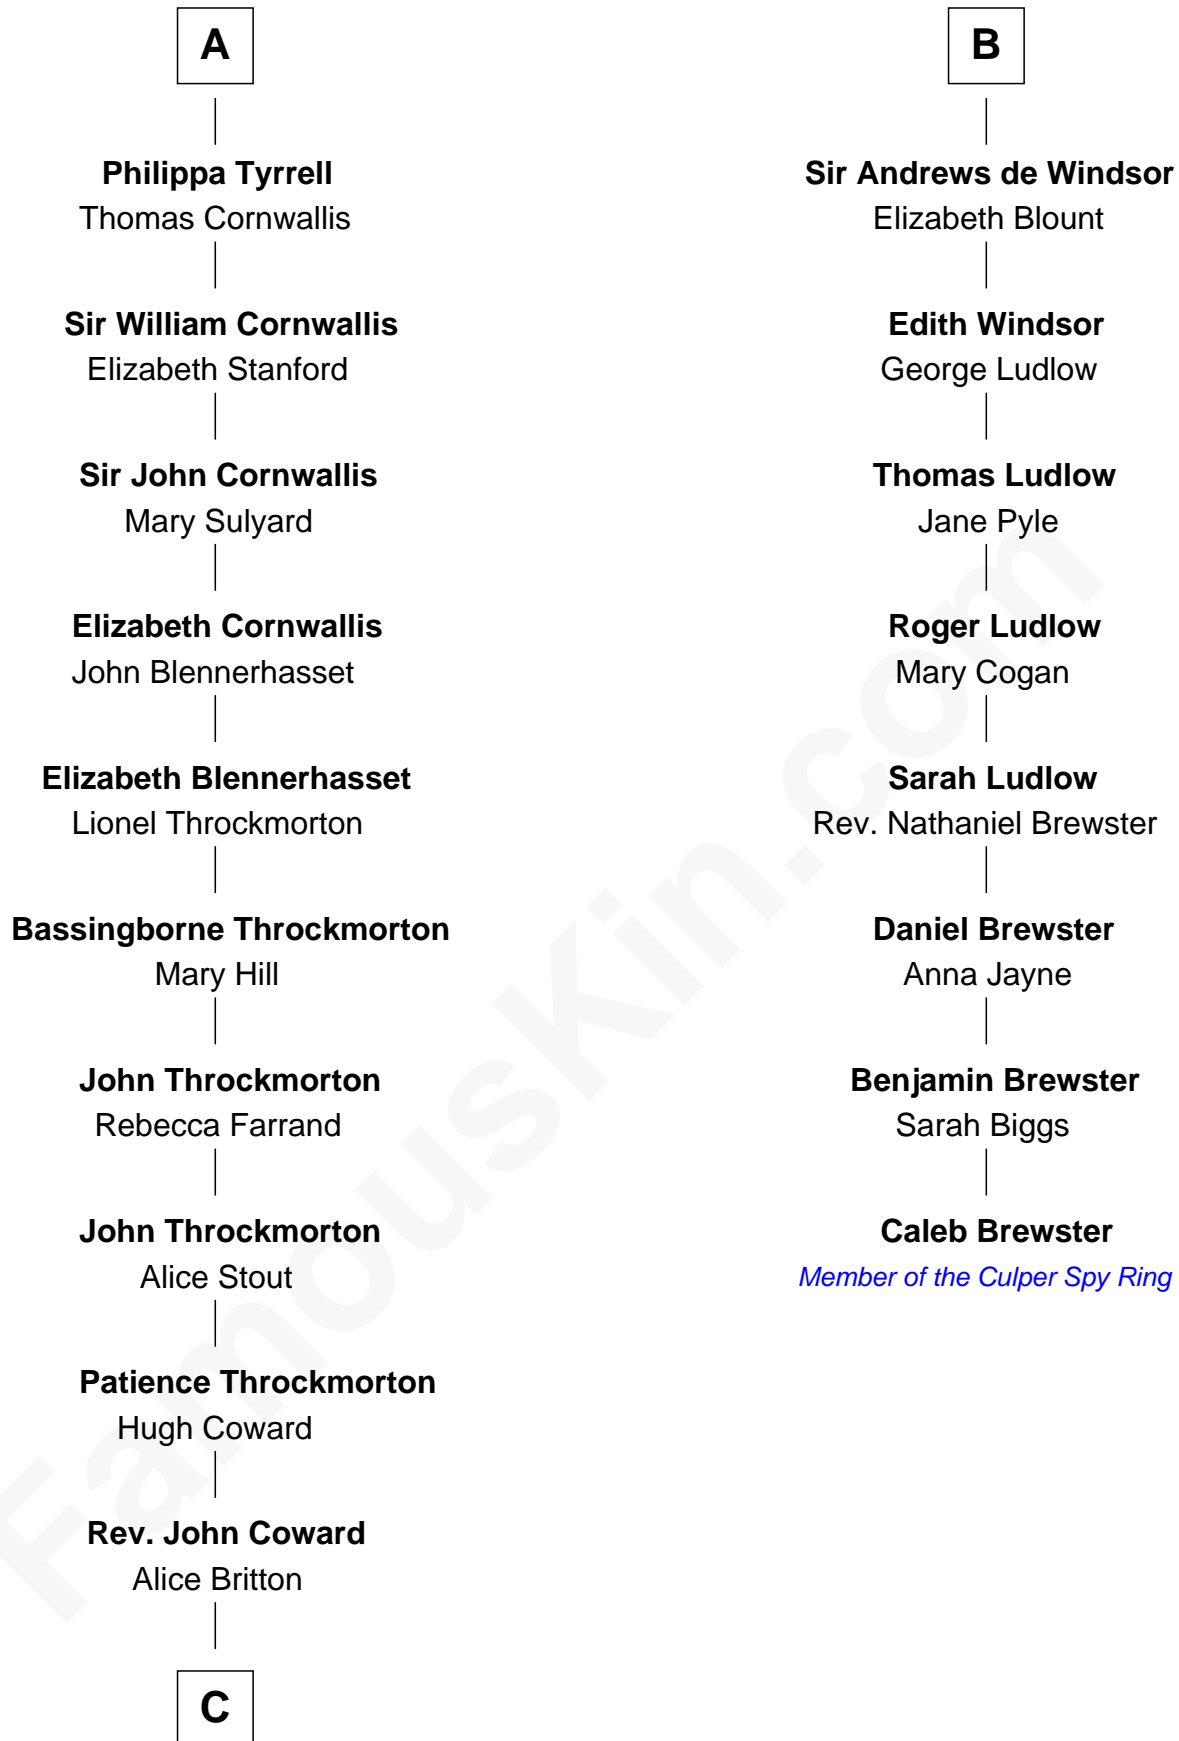 A
Philippa Tyrrell
Thomas Cornwallis
Sir William Cornwallis
Elizabeth Stanford
Sir John Cornwallis
Mary Sulyard
Elizabeth Cornwallis
John Blennerhasset
Elizabeth Blennerhasset
Lionel Throckmorton
Bassingborne Throckmorton
Mary Hill
John Throckmorton
Rebecca Farrand
John Throckmorton
Alice Stout
Patience Throckmorton
Hugh Coward
Rev. John Coward
Alice Britton
C
B
Sir Andrews de Windsor
Elizabeth Blount
Edith Windsor
George Ludlow
Thomas Ludlow
Jane Pyle
Roger Ludlow
Mary Cogan
Sarah Ludlow
Rev. Nathaniel Brewster
Daniel Brewster
Anna Jayne
Benjamin Brewster
Sarah Biggs
Caleb Brewster
Member of the Culper Spy Ring
FamousKin.com